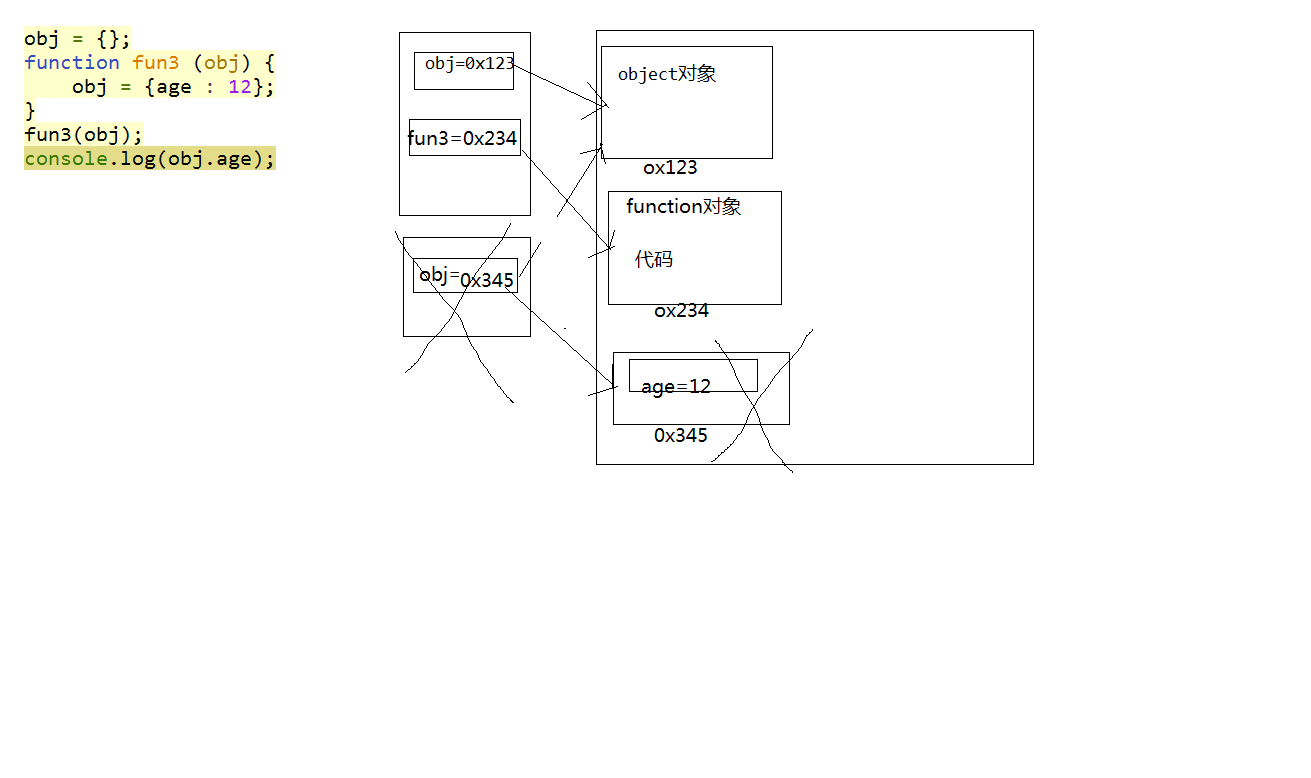 obj = {};
function fun3 (obj) {
    obj = {age : 12};
}
fun3(obj);
console.log(obj.age);
obj=0x123
fun3=0x234
obj=0x345
object对象
ox123
function对象
代码
ox234
age=12
0x345